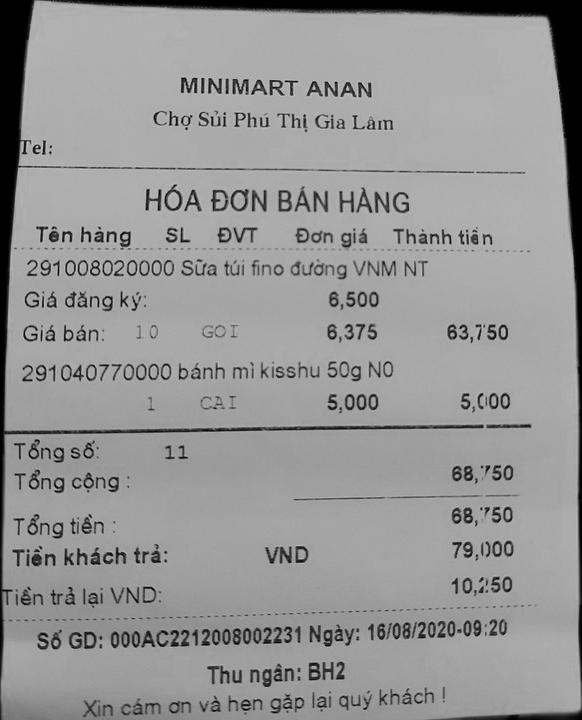 MINIMART ANAN
Chợ Sủi Phú Thị Gia Lâm
Tel:
HÓA ĐƠN BÁN HÀNG
Tên hàng SL ĐVT Đơn giá Thành tiền
291008020000 Sữa túi fino đường VNM NT
Giá đăng ký: 6,500
Giá bán: 10 GOI 6,375 63,750
291040770000 bánh mì kisshu 50g N0
1 CAI 5,000 5,000
Tổng số: 11
Tổng cộng : 68,750
Tổng tiền : 68,750
Tiền khách trả: VND 79,000
Tiền trả lại VND: 10,250
Số GD: 000AC2212008002231 Ngày: 16/08/2020-09:20
Thu ngân: BH2
Xin cám ơn và hẹn gặp lại quý khách !